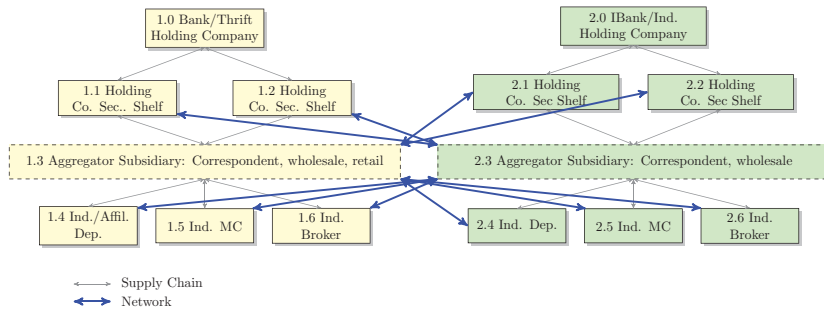 1.0 Bank/Thrift
Holding Company
2.0 IBank/Ind.
Holding Company
1.1 Holding
Co. Sec.. Shelf
1.2 Holding
Co. Sec. Shelf
2.1 Holding
Co. Sec Shelf
2.2 Holding
Co. Sec Shelf
1.3 Aggregator Subsidiary: Correspondent, wholesale, retail
2.3 Aggregator Subsidiary: Correspondent, wholesale
1.4 Ind./Affil.
Dep.
1.5 Ind. MC
1.6 Ind.
Broker
2.4 Ind. Dep.
2.5 Ind. MC
2.6 Ind.
Broker
Supply Chain
Network